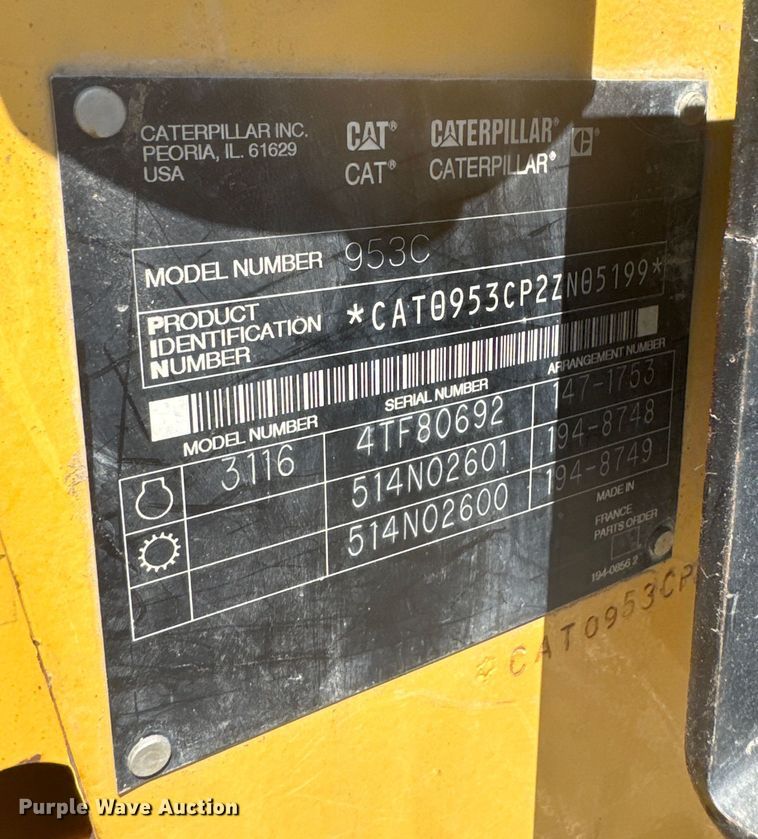 CATERPILLAR INC.
PEORIA, IL. 61629
USA
CAT® CATERPILLAR® C®
CAT® CATERPILLAR®
MODEL NUMBER 953C
PRODUCT
IDENTIFICATION
NUMBER
*CAT0953CP2ZN05199*
MODEL NUMBER SERIAL NUMBER ARRANGEMENT NUMBER
3116 4TF80692 147-1753
514N02601 194-8748
514N02600 194-8749
MADE IN
FRANCE
PARTS ORDER
194-0856 2
*CAT0953CP
Purple Wave Auction